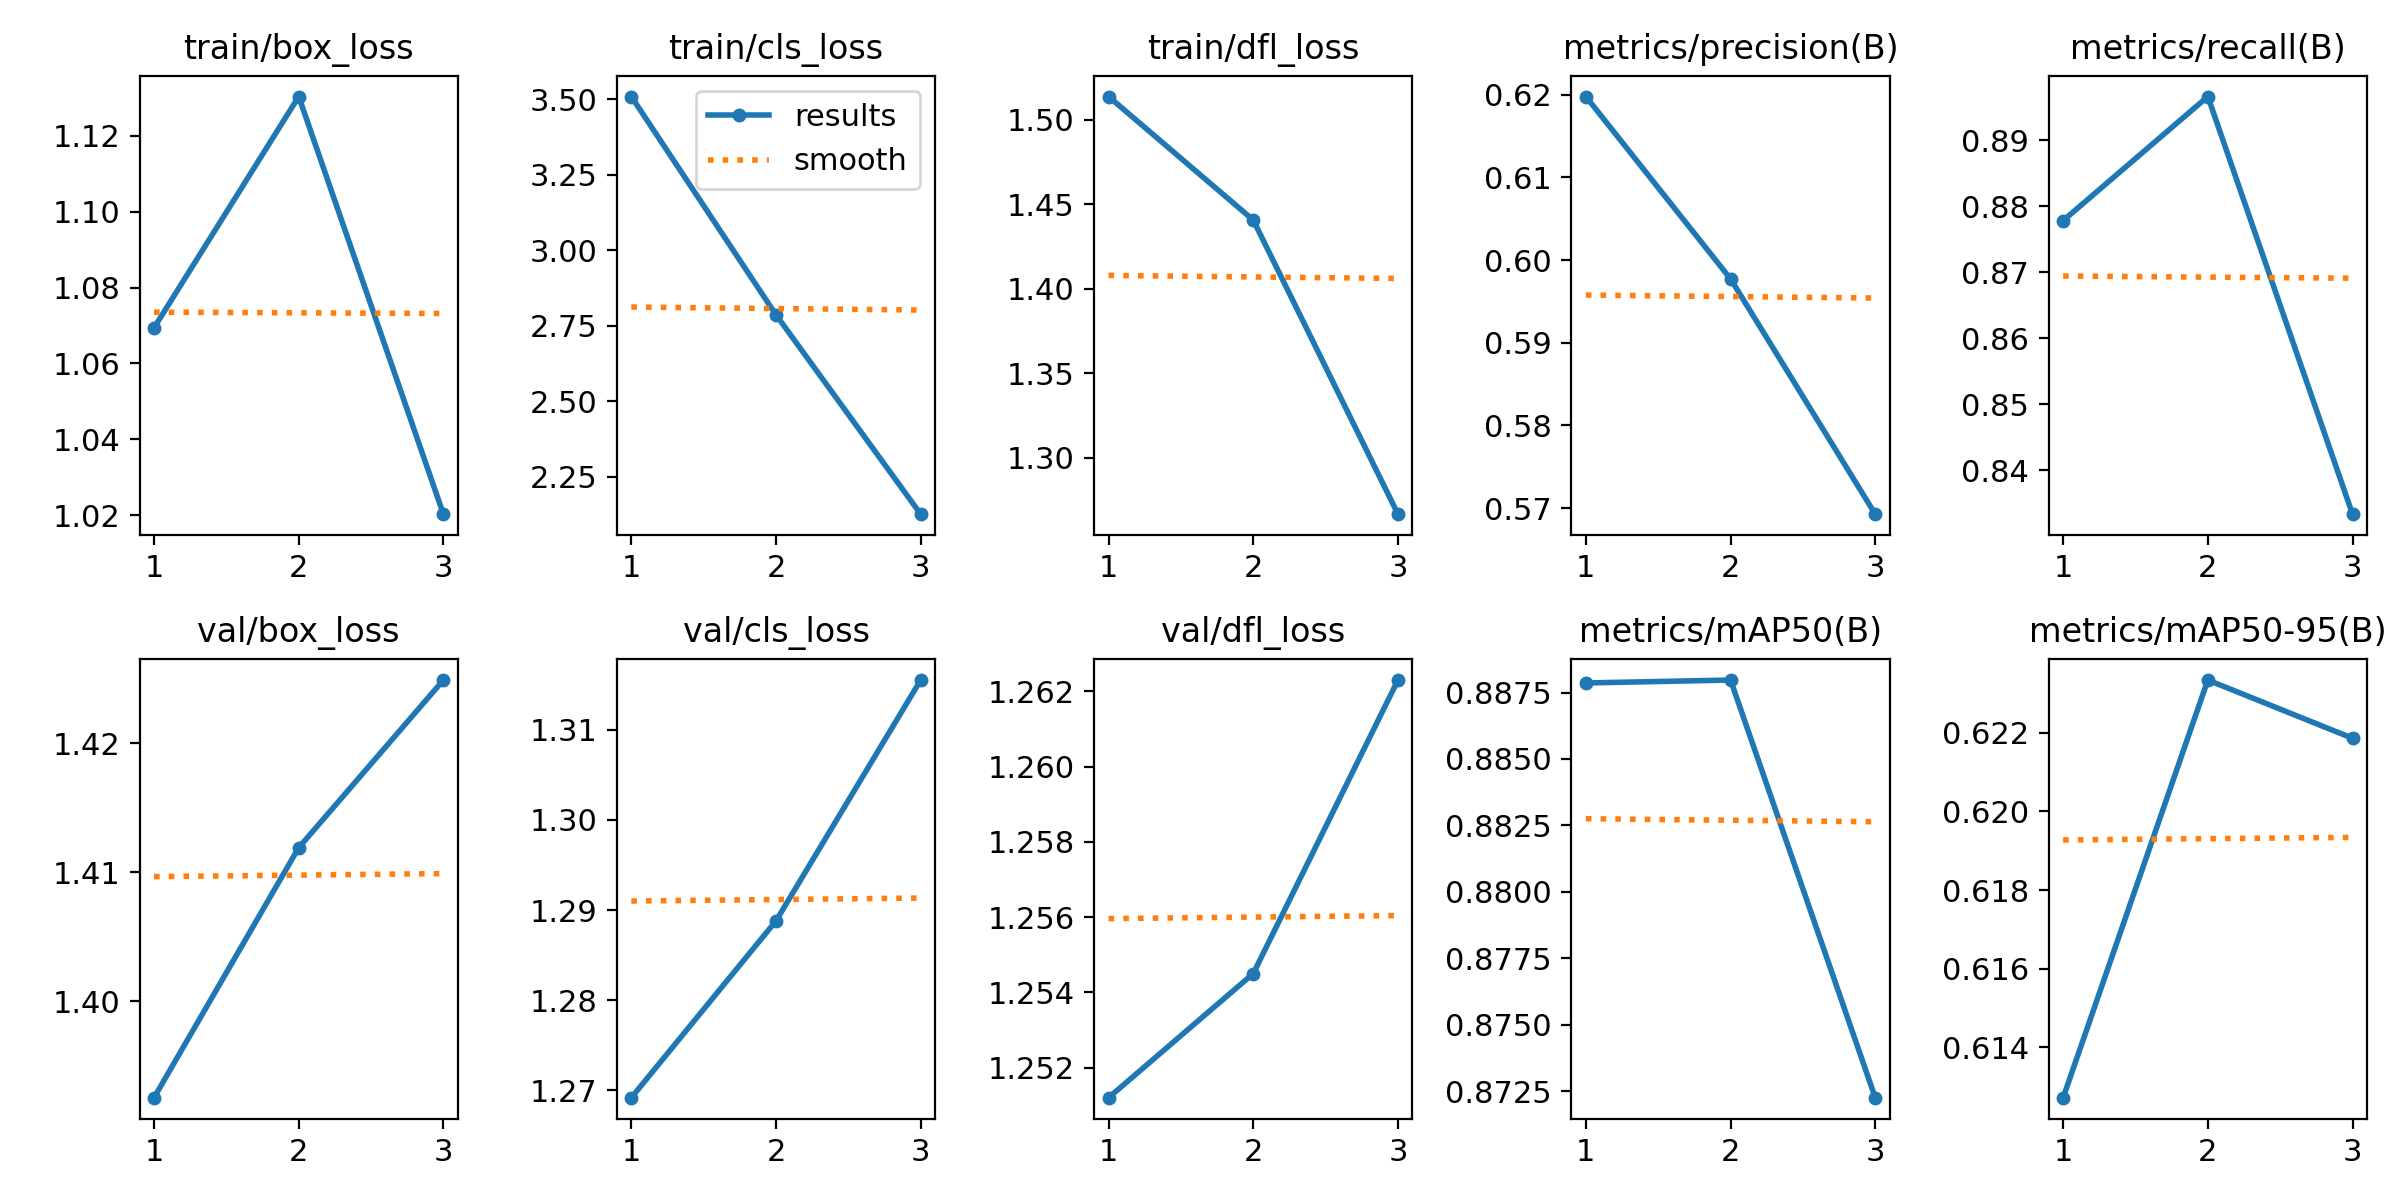 train/box_loss
1.12
1.10
1.08
1.06
1.04
1.02
1 2 3
train/cls_loss
results
smooth
3.50
3.25
3.00
2.75
2.50
2.25
1 2 3
train/dfl_loss
1.50
1.45
1.40
1.35
1.30
1 2 3
metrics/precision(B)
0.62
0.61
0.60
0.59
0.58
0.57
1 2 3
metrics/recall(B)
0.89
0.88
0.87
0.86
0.85
0.84
1 2 3
val/box_loss
1.42
1.41
1.40
1 2 3
val/cls_loss
1.31
1.30
1.29
1.28
1.27
1 2 3
val/dfl_loss
1.262
1.260
1.258
1.256
1.254
1.252
1 2 3
metrics/mAP50(B)
0.8875
0.8850
0.8825
0.8800
0.8775
0.8750
0.8725
1 2 3
metrics/mAP50-95(B)
0.622
0.620
0.618
0.616
0.614
1 2 3